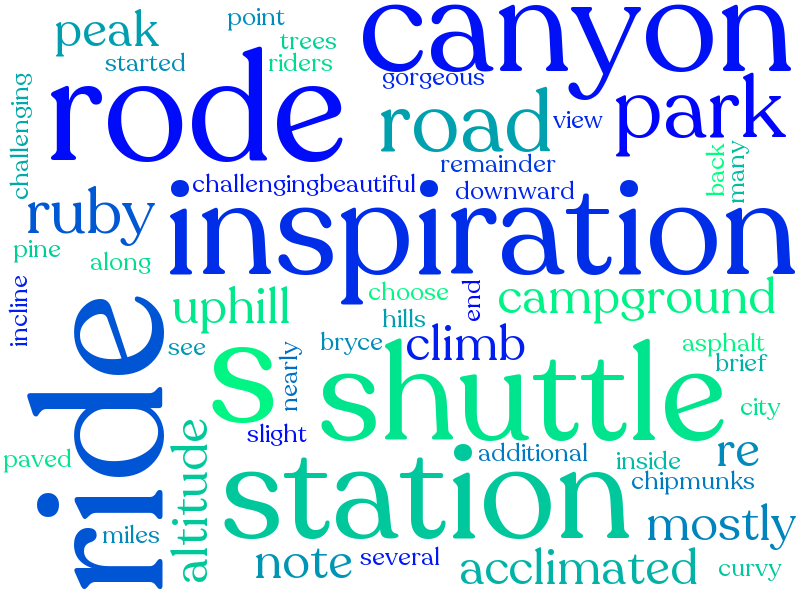 point
canyon
peak
trees
started
riders
gorgeous
rode
challenging
road
view
park
remainder
back
many
challengingbeautiful
downward
ruby
inspiration
pine
along
incline
choose
end
campground
uphill
hills
ride
see
nearly
bryce
climb
asphalt
brief
s
shuttle
city
slight
paved
altitude
station
additional
inside
re
chipmunks
miles
mostly
note
several
acclimated
curvy